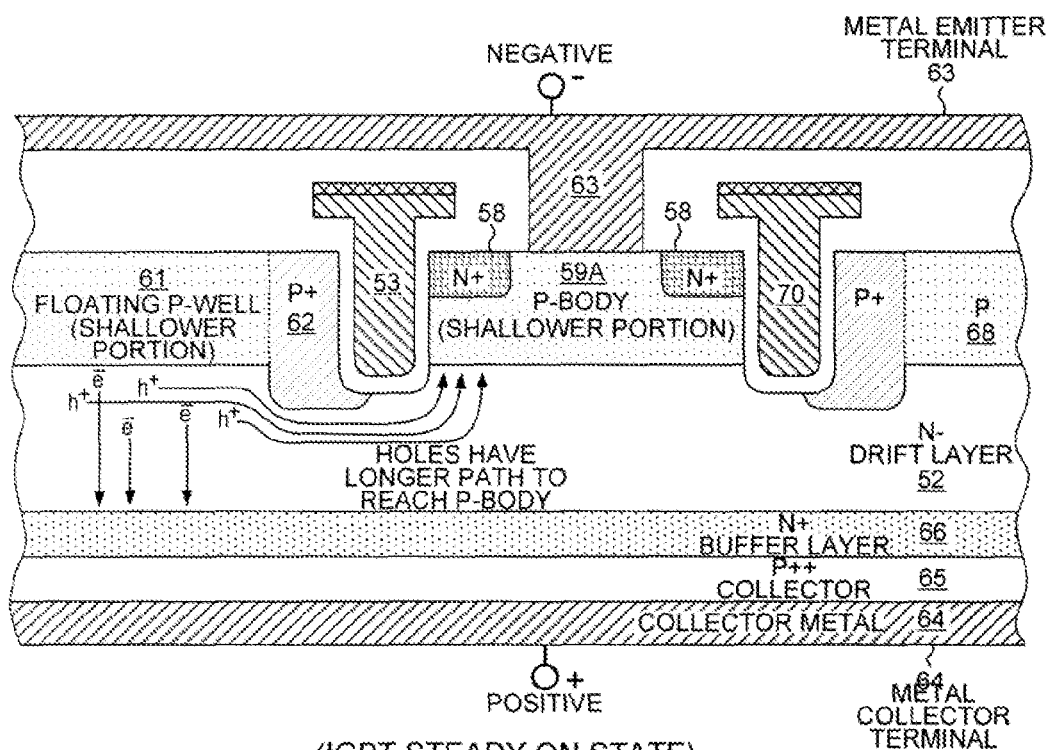 METAL EMITTER
TERMINAL
63
NEGATIVE
-
63
58
58
61
FLOATING P-WELL
(SHALLOWER
PORTION)
P+
62
53
N+
59A
P-BODY
(SHALLOWER PORTION)
N+
70
P+
P
68
e̅
h+
h+
e̅
e̅
h+
HOLES HAVE
LONGER PATH TO
REACH P-BODY
N-
DRIFT LAYER
52
N+
BUFFER LAYER
66
P++
COLLECTOR
65
COLLECTOR METAL
64
+
POSITIVE
64
METAL
COLLECTOR
TERMINAL
(IGBT STEADY ON STATE)